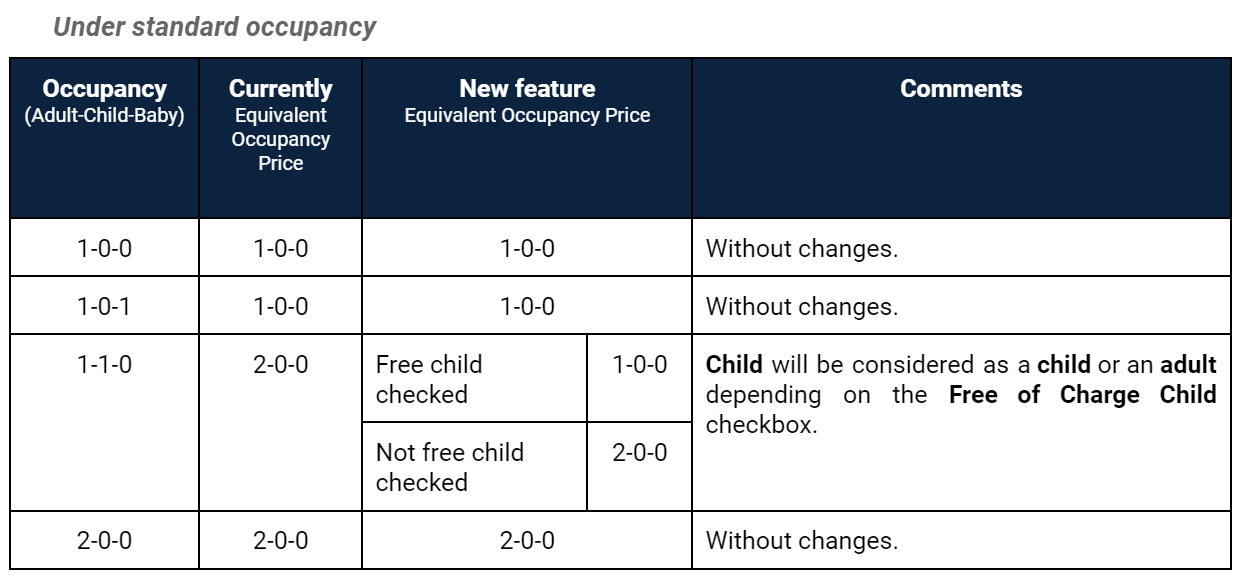 Under standard occupancy
Occupancy
(Adult-Child-Baby)
Currently
Equivalent
Occupancy
Price
New feature
Equivalent Occupancy Price
Comments
1-0-0
1-0-0
1-0-0
Without changes.
1-0-1
1-0-0
1-0-0
Without changes.
1-1-0
2-0-0
Free child
checked
1-0-0
Not free child
checked
2-0-0
Child will be considered as a child or an adult
depending on the Free of Charge Child
checkbox.
2-0-0
2-0-0
2-0-0
Without changes.